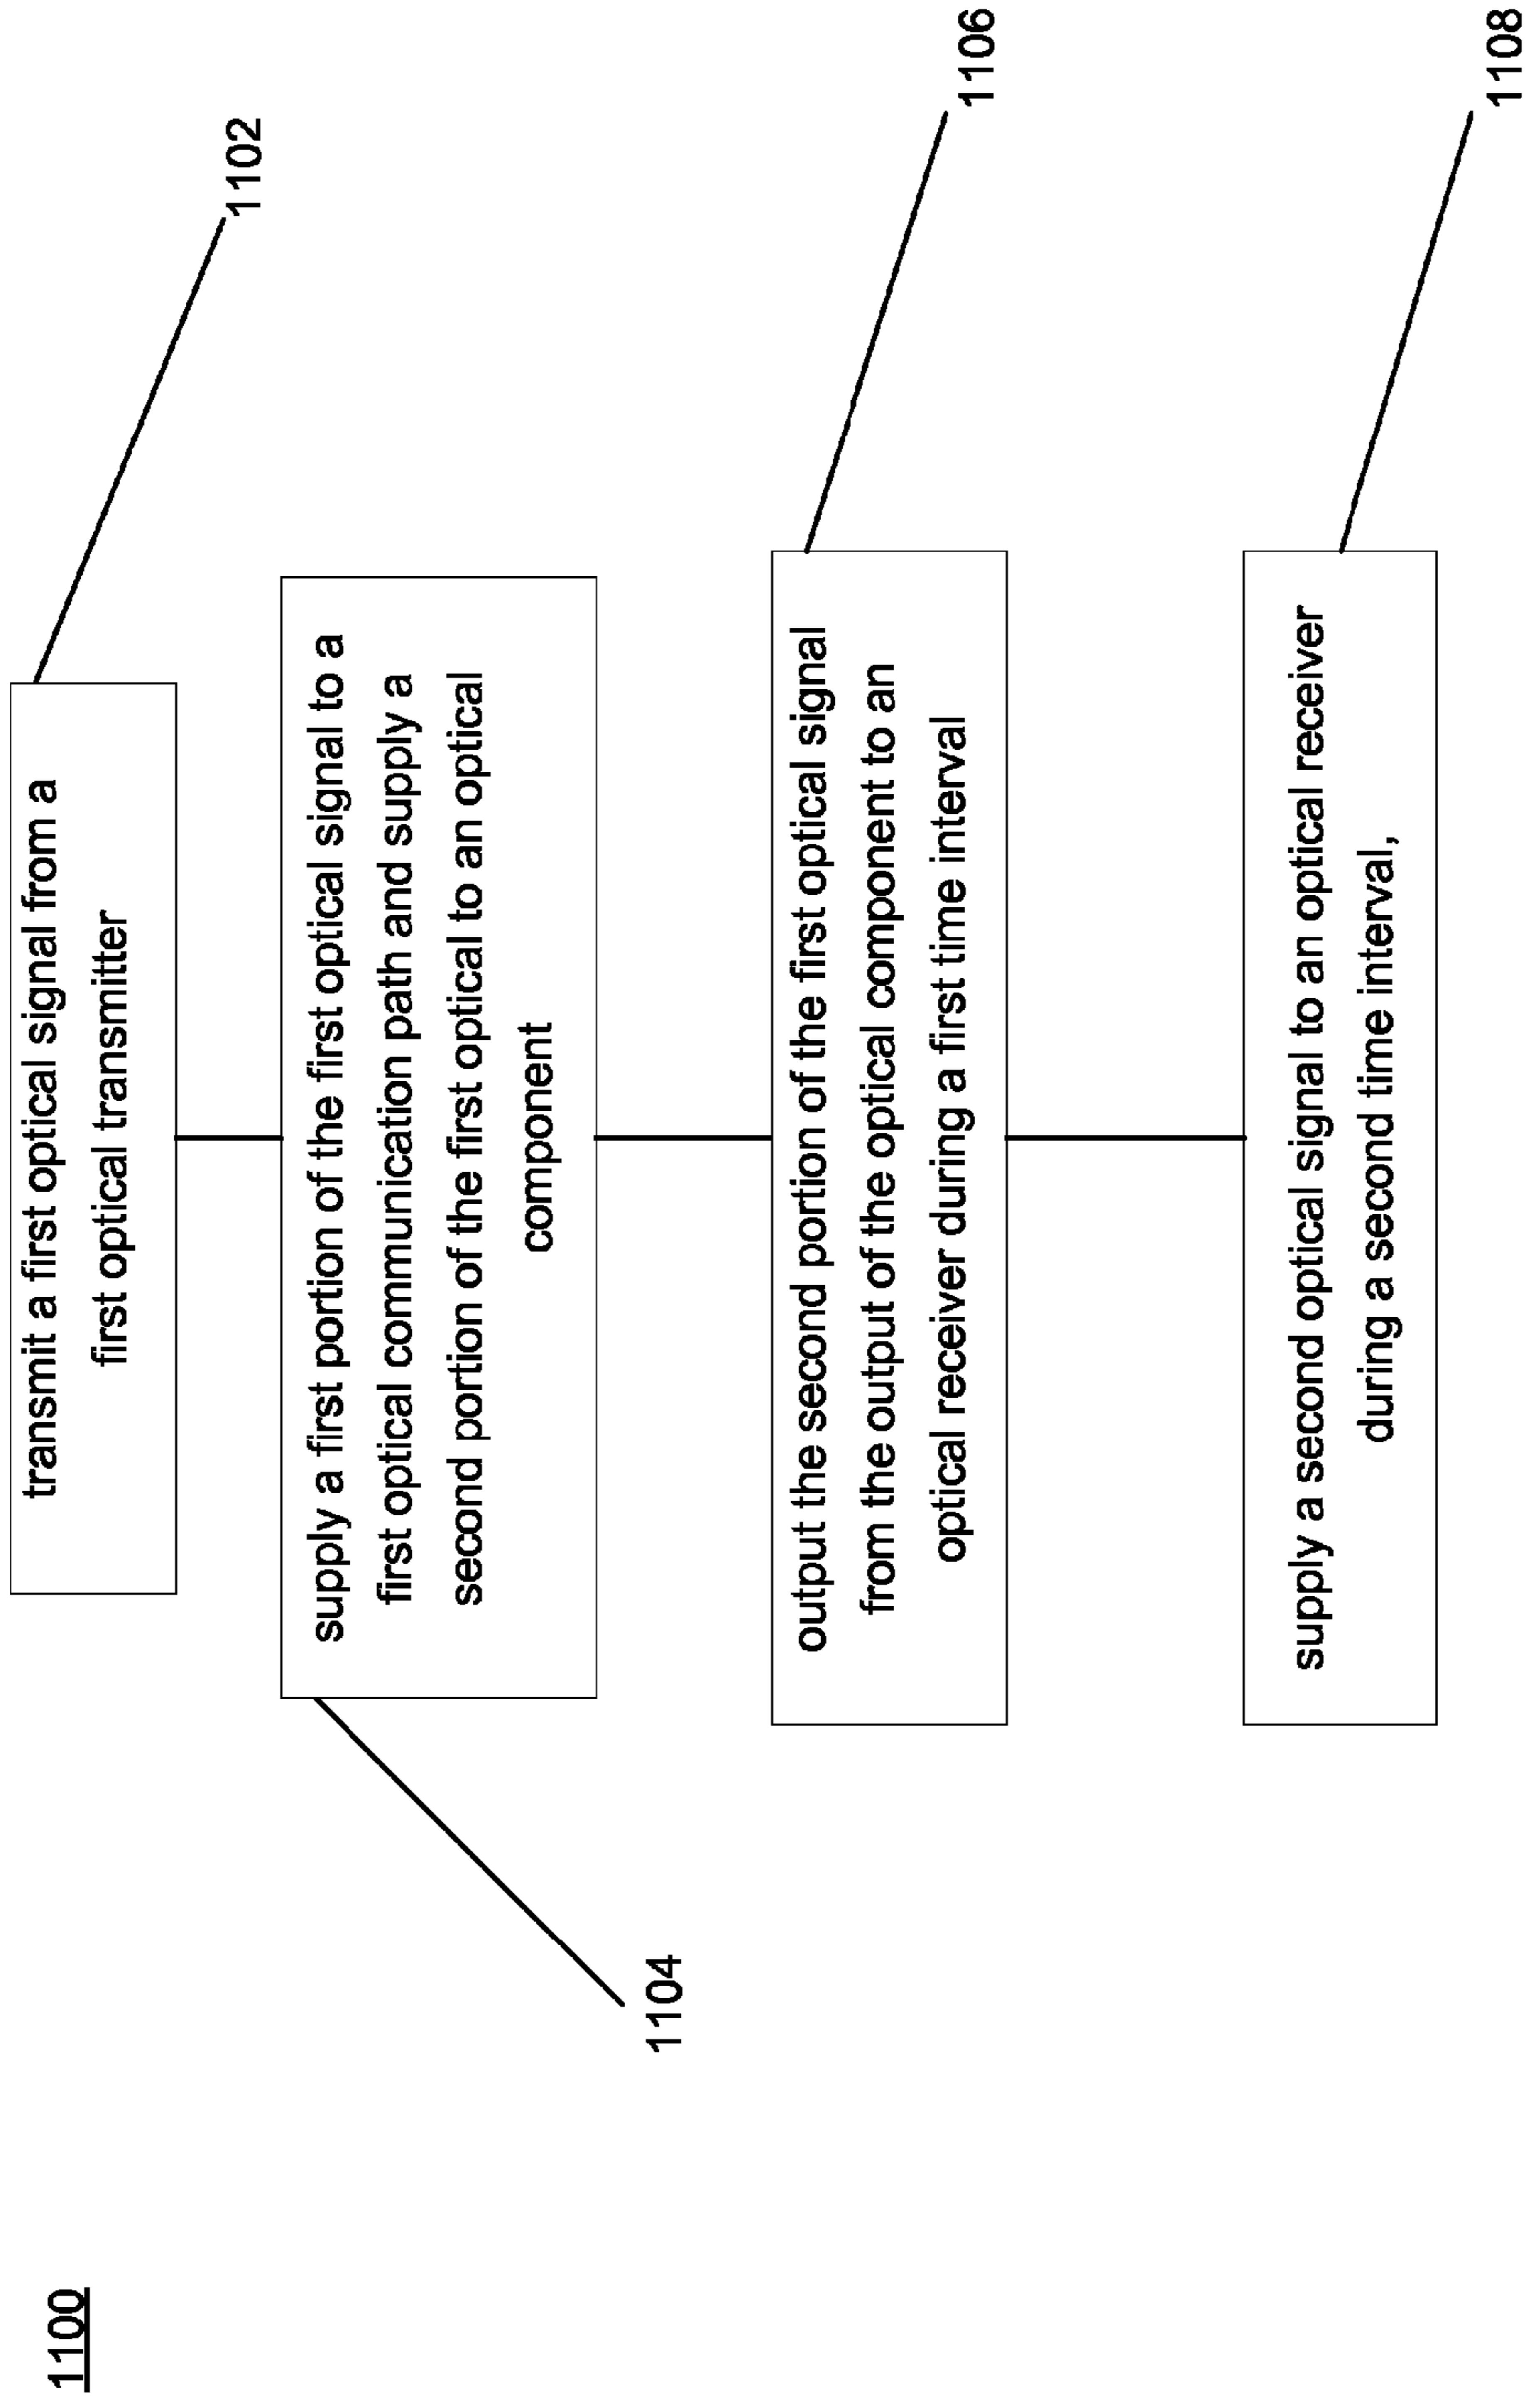 1100
transmit a first optical signal from a
first optical transmitter
1102
supply a first portion of the first optical signal to a
first optical communication path and supply a
second portion of the first optical to an optical
component
1104
output the second portion of the first optical signal
from the output of the optical component to an
optical receiver during a first time interval
1106
supply a second optical signal to an optical receiver
during a second time interval,
1108